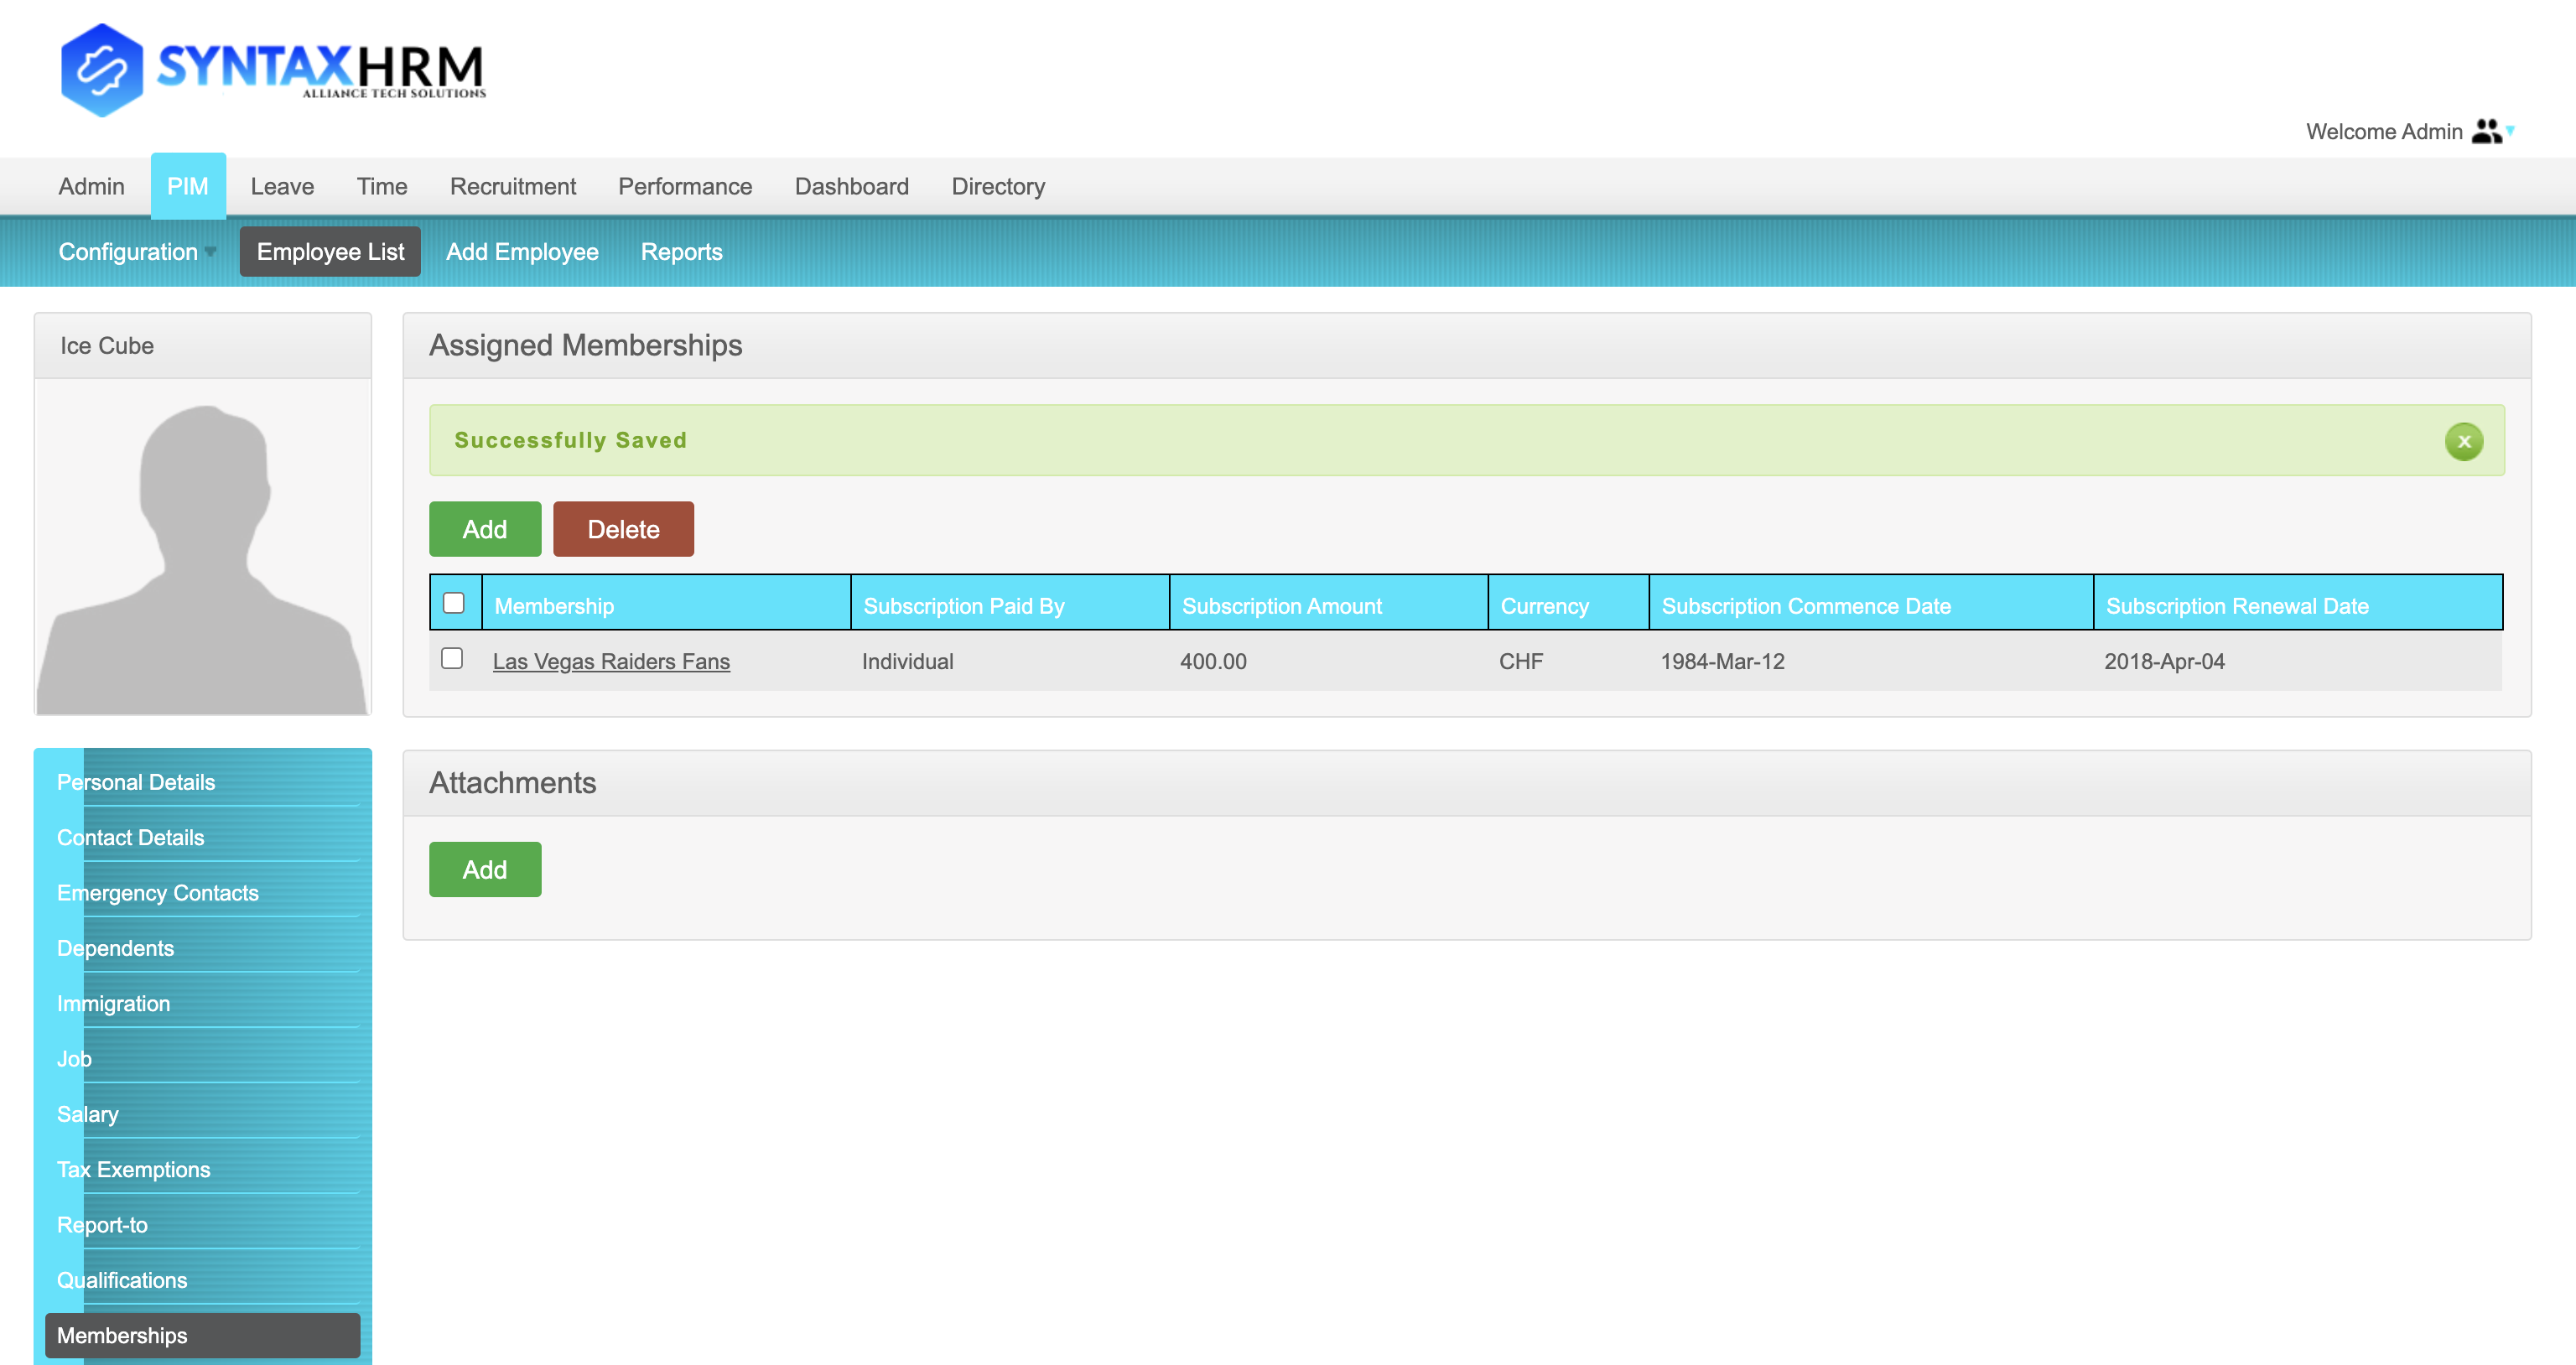 SYNTAXHRM
ALLIANCE TECH SOLUTIONS
Welcome Admin
Admin PIM Leave Time Recruitment Performance Dashboard Directory
Configuration Employee List Add Employee Reports
Ice Cube
Assigned Memberships
Successfully Saved x
Add Delete
Membership Subscription Paid By Subscription Amount Currency Subscription Commence Date Subscription Renewal Date
Las Vegas Raiders Fans Individual 400.00 CHF 1984-Mar-12 2018-Apr-04
Personal Details
Contact Details
Emergency Contacts
Dependents
Immigration
Job
Salary
Tax Exemptions
Report-to
Qualifications
Memberships
Attachments
Add